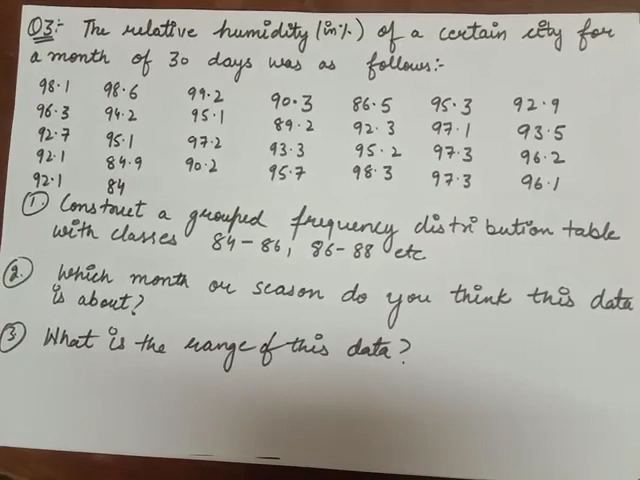 Q3:- The relative humidity (in%) of a certain city for
a month of 30 days was as follows:-
98.1 98.6 99.2 90.3 86.5 95.3 92.9
96.3 94.2 95.1 89.2 92.3 97.1 93.5
92.7 95.1 97.2 93.3 95.2 97.3 96.2
92.1 84.9 90.2 95.7 98.3 97.3 96.1
92.1 84
① Construct a grouped frequency distribution table
with classes 84-86, 86-88 etc
② Which month or season do you think this data
is about?
③ What is the range of this data?